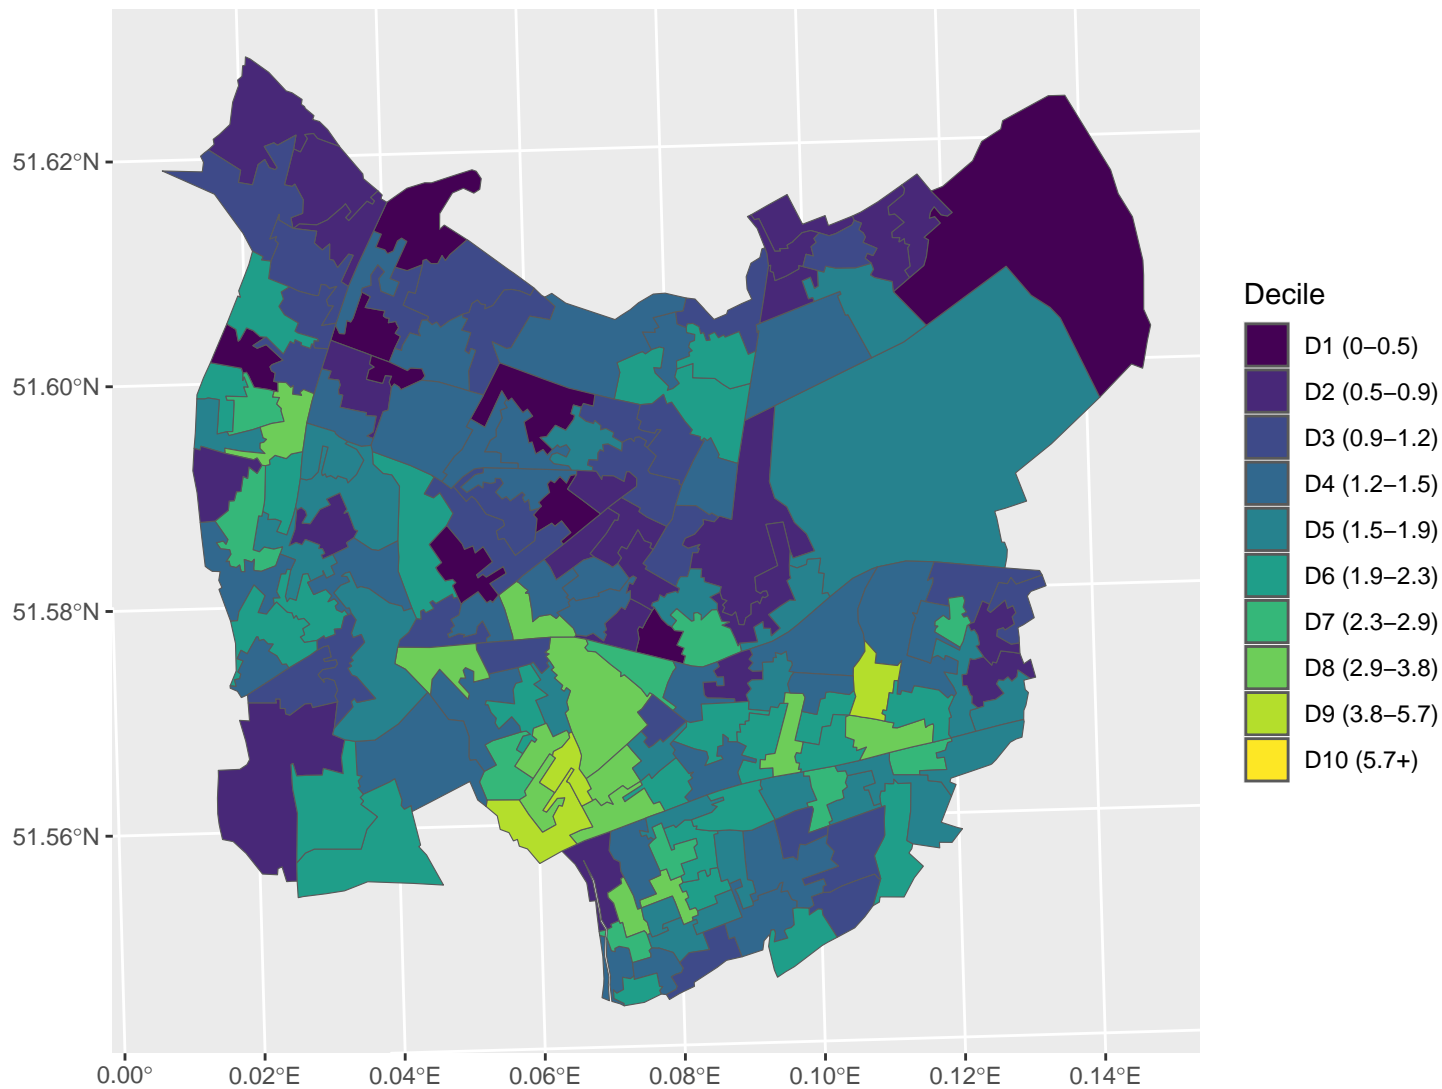 51.62°N
51.60°N
51.58°N
51.56°N
0.00°
0.02°E
0.04°E
0.06°E
0.08°E
0.10°E
0.12°E
0.14°E
Decile
D1 (0–0.5)
D2 (0.5–0.9)
D3 (0.9–1.2)
D4 (1.2–1.5)
D5 (1.5–1.9)
D6 (1.9–2.3)
D7 (2.3–2.9)
D8 (2.9–3.8)
D9 (3.8–5.7)
D10 (5.7+)